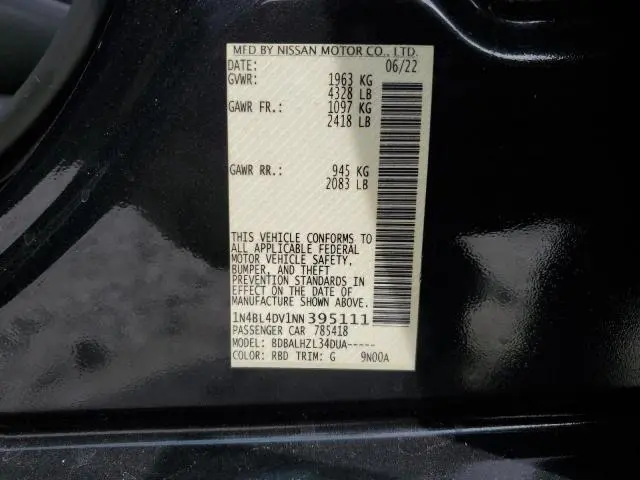 MFD BY NISSAN MOTOR CO., LTD.
DATE: 06/22
GVWR: 1963 KG
4328 LB
GAWR FR.: 1097 KG
2418 LB
GAWR RR.: 945 KG
2083 LB
THIS VEHICLE CONFORMS TO
ALL APPLICABLE FEDERAL
MOTOR VEHICLE SAFETY,
BUMPER, AND THEFT
PREVENTION STANDARDS IN
EFFECT ON THE DATE OF
MANUFACTURE SHOWN ABOVE.
1N4BL4DV1NN 395111
PASSENGER CAR 785418
MODEL: BDBALHZL34DUA-----
COLOR: RBD TRIM: G 9N00A